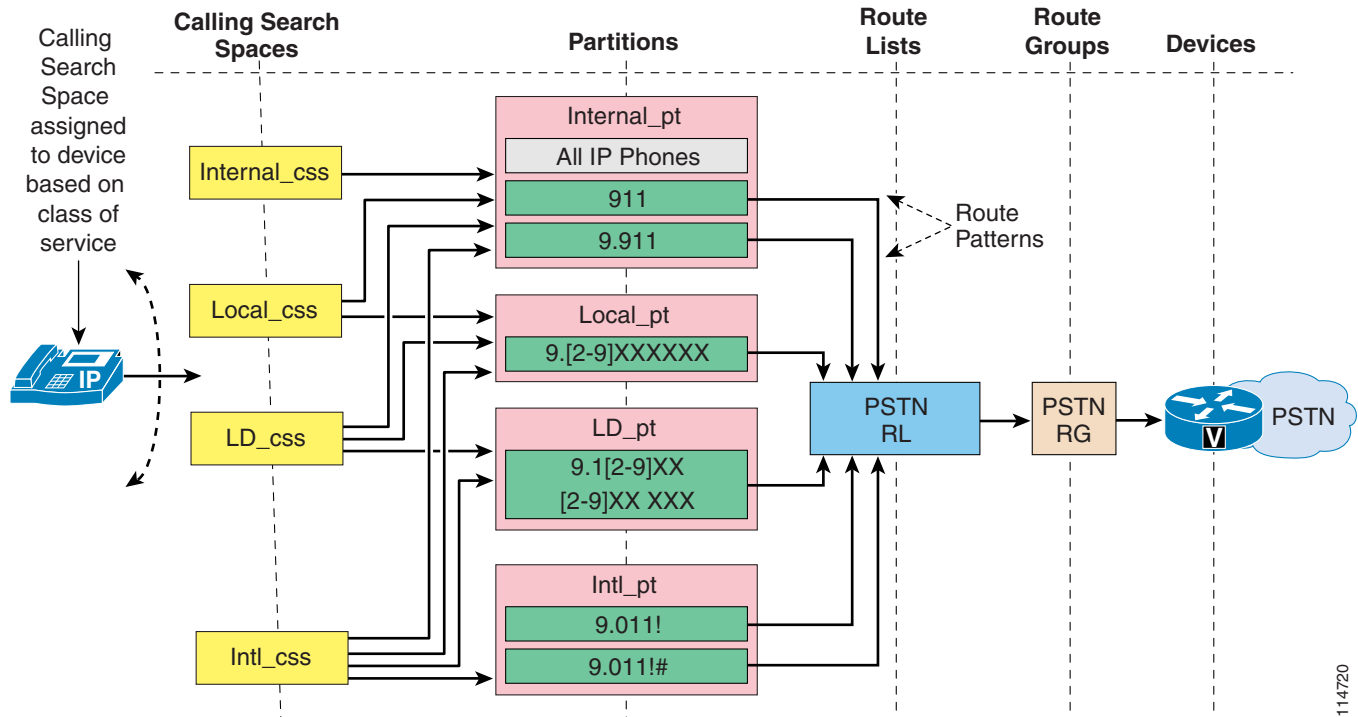 Calling
Search
Space
assigned
to device
based on
class of
service
Calling Search
Spaces
Partitions
Route
Lists
Route
Groups
Devices
Internal_css
Local_css
LD_css
Intl_css
IP
Internal_pt
All IP Phones
911
9.911
Local_pt
9.[2-9]XXXXXX
LD_pt
9.1[2-9]XX
[2-9]XX XXX
Intl_pt
9.011!
9.011!#
Route
Patterns
PSTN
RL
PSTN
RG
V
PSTN
114720